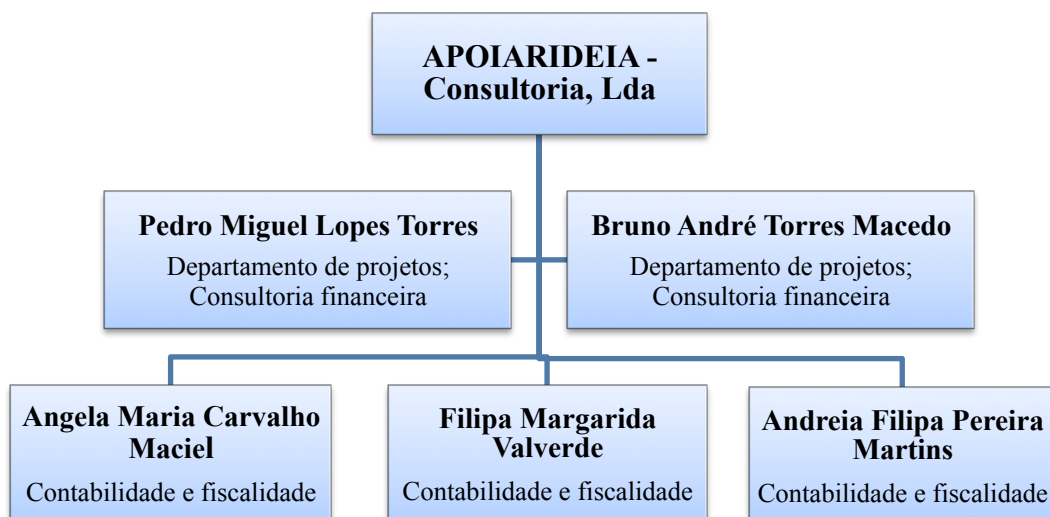 APOIARIDEIA -
Consultoria, Lda
Pedro Miguel Lopes Torres
Departamento de projetos;
Consultoria financeira
Bruno André Torres Macedo
Departamento de projetos;
Consultoria financeira
Angela Maria Carvalho
Maciel
Contabilidade e fiscalidade
Filipa Margarida
Valverde
Contabilidade e fiscalidade
Andreia Filipa Pereira
Martins
Contabilidade e fiscalidade